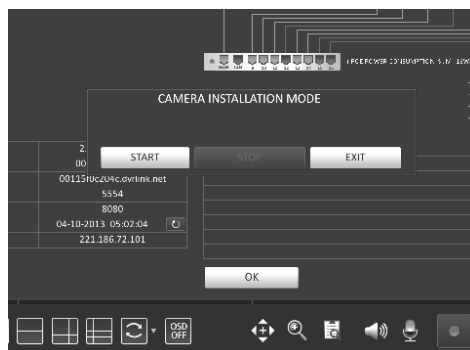 CAMERA INSTALLATION MODE
START
STOP
EXIT
00115f0c204c.dvrlink.net
5554
8080
04-10-2013 05:02:04
221.186.72.101
OK
OSD
OFF